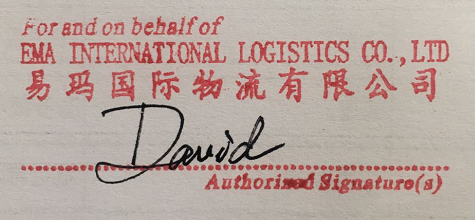 For and on behalf of
EMA INTERNATIONAL LOGISTICS CO.,LTD
易玛国际物流有限公司
David
Authorized Signature(s)